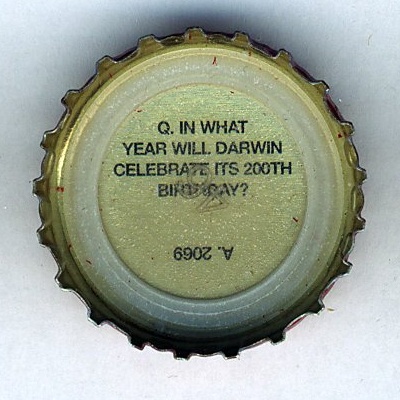 Q. IN WHAT
YEAR WILL DARWIN
CELEBRATE ITS 200TH
BIRTHDAY?
A. 2069